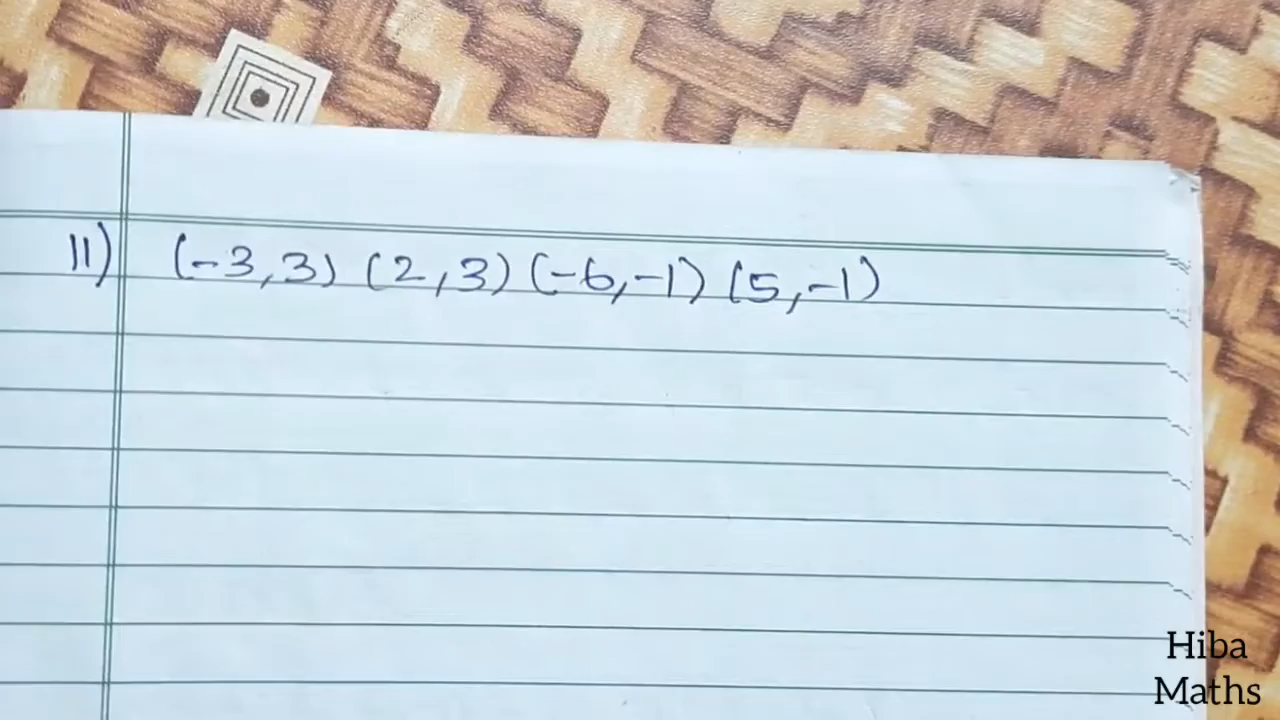 11) (-3,3) (2,3) (-6,-1) (5,-1)
Hiba
Maths